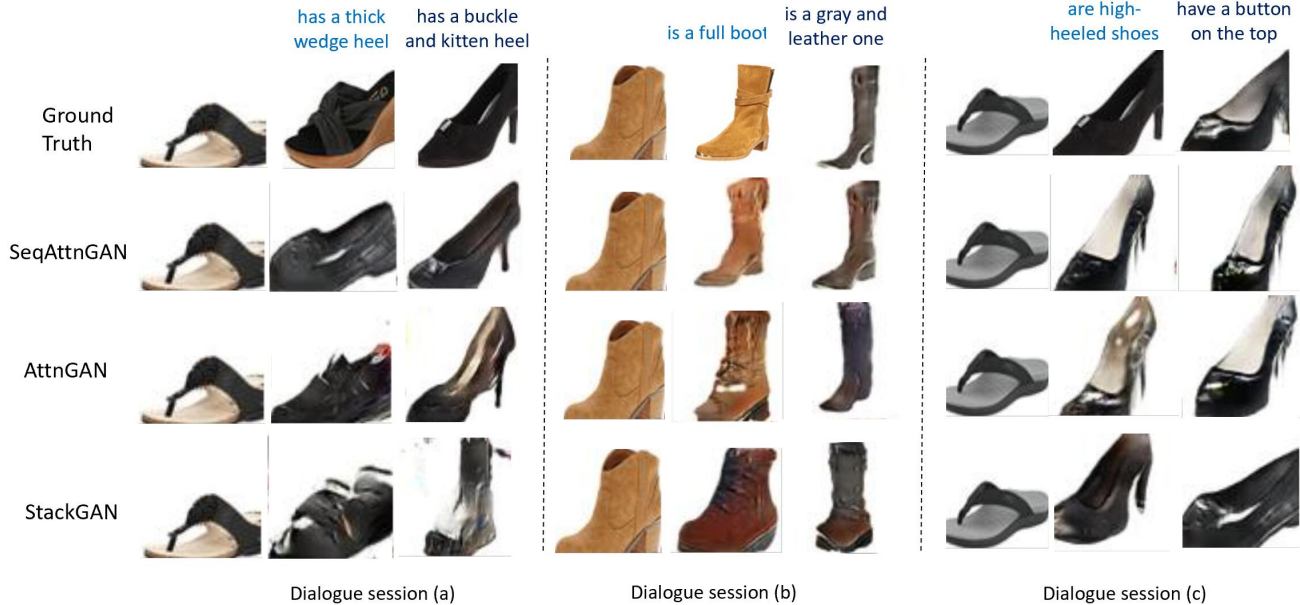 has a thick
wedge heel
has a buckle
and kitten heel
is a full boot
is a gray and
leather one
are high-
heeled shoes
have a button
on the top
Ground
Truth
SeqAttnGAN
AttnGAN
StackGAN
Dialogue session (a)
Dialogue session (b)
Dialogue session (c)